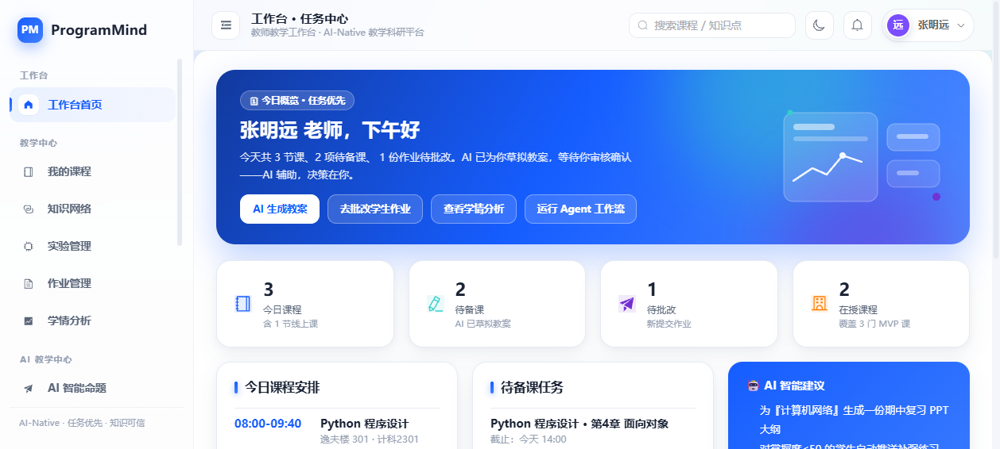 PM ProgramMind
工作台
工作台首页
教学中心
我的课程
知识网络
实验管理
作业管理
学情分析
AI 教学中心
AI 智能命题
AI-Native · 任务优先 · 知识可信
工作台 • 任务中心
教师教学工作台 · AI-Native 教学科研平台
搜索课程 / 知识点
远 张明远
今日概览 • 任务优先
张明远 老师，下午好
今天共 3 节课、2 项待备课、 1 份作业待批改。AI 已为你草拟教案，等待你审核确认
——AI 辅助，决策在你。
AI 生成教案
去批改学生作业
查看学情分析
运行 Agent 工作流
3
今日课程
含 1 节线上课
2
待备课
AI 已草拟教案
1
待批改
新提交作业
2
在授课程
覆盖 3 门 MVP 课
今日课程安排
08:00-09:40 Python 程序设计
逸夫楼 301 · 计科2301
待备课任务
Python 程序设计 • 第4章 面向对象
截止：今天 14:00
AI 智能建议
为『计算机网络』生成一份期中复习 PPT
大纲
对掌握度<50 的学生自动推送补强练习